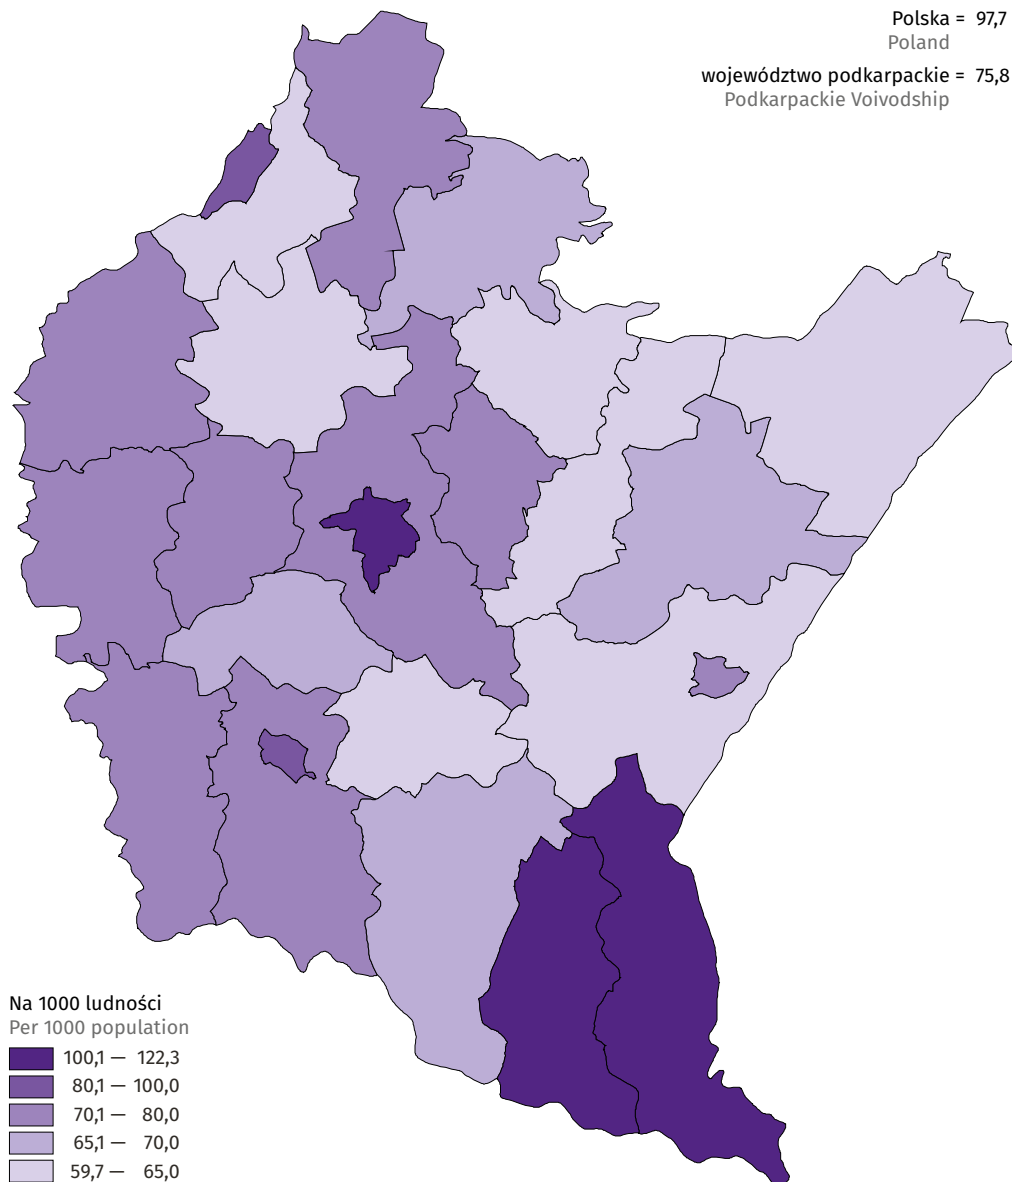 Polska = 97,7
Poland
województwo podkarpackie = 75,8
Podkarpackie Voivodship
Na 1000 ludności
Per 1000 population
100,1 — 122,3
80,1 — 100,0
70,1 — 80,0
65,1 — 70,0
59,7 — 65,0